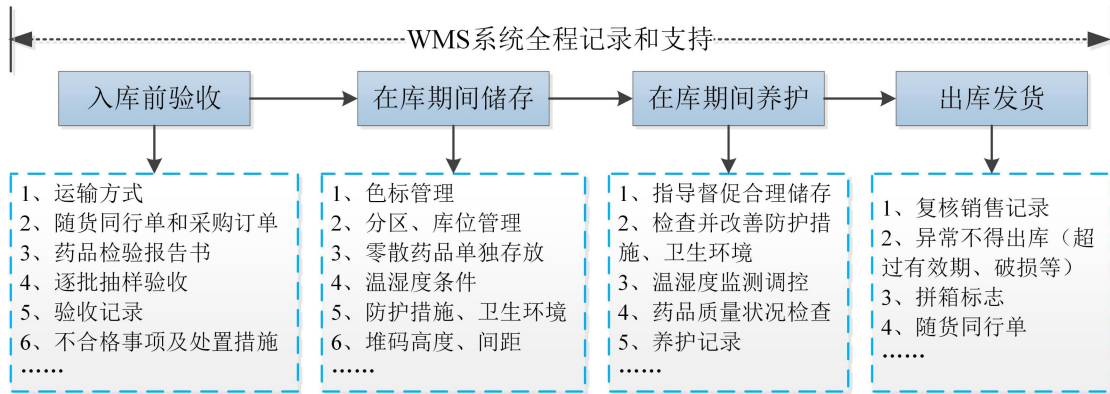 WMS系统全程记录和支持
入库前验收
在库期间储存
在库期间养护
出库发货
1、运输方式
2、随货同行单和采购订单
3、药品检验报告书
4、逐批抽样验收
5、验收记录
6、不合格事项及处置措施
……
1、色标管理
2、分区、库位管理
3、零散药品单独存放
4、温湿度条件
5、防护措施、卫生环境
6、堆码高度、间距
……
1、指导督促合理储存
2、检查并改善防护措
施、卫生环境
3、温湿度监测调控
4、药品质量状况检查
5、养护记录
……
1、复核销售记录
2、异常不得出库（超
过有效期、破损等）
3、拼箱标志
4、随货同行单
……